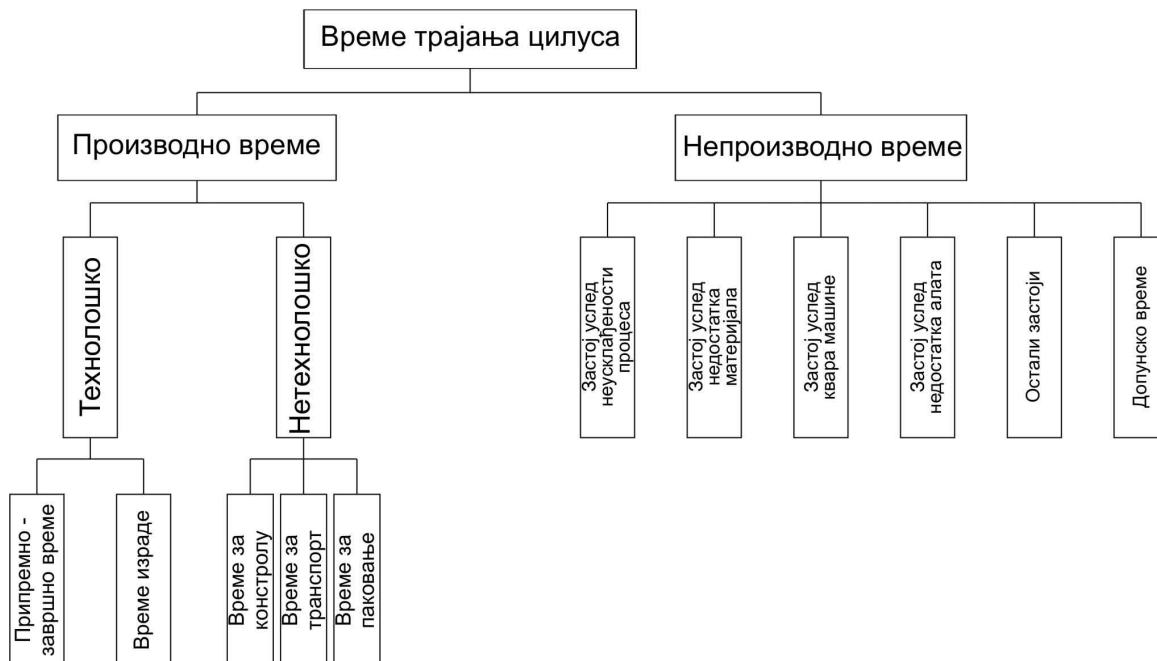 Време трајања цилуса
Производно време
Непроизводно време
Технолошко
Нетехнолошко
Застој услед
неусклађености
процеса
Застој услед
недостатка
материјала
Застој услед
квара машине
Застој услед
недостатка алата
Остали застоји
Допунско време
Припремно -
завршно време
Време израде
Време за
констролу
Време за
транспорт
Време за
паковање